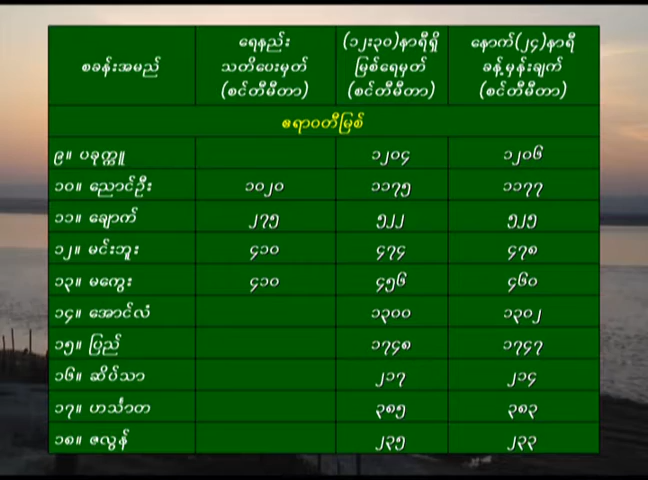 စခန်းအမည်
ရေနည်း
သတိပေးမှတ်
(စင်တီမီတာ)
(၁၂း၃၀)နာရီရှိ
မြစ်ရေမှတ်
(စင်တီမီတာ)
နောက်(၂၄)နာရီ
ခန့်မှန်းချက်
(စင်တီမီတာ)
ဧရာဝတီမြစ်
၉။ ပခုက္ကူ ၁၂၀၄ ၁၂၀၆
၁၀။ ညောင်ဦး ၁၀၂၀ ၁၁၇၅ ၁၁၇၇
၁၁။ ချောက် ၂၇၅ ၅၂၂ ၅၂၅
၁၂။ မင်းဘူး ၄၁၀ ၄၇၄ ၄၇၈
၁၃။ မကွေး ၄၁၀ ၄၅၆ ၄၆၀
၁၄။ အောင်လံ ၁၃၀၀ ၁၃၀၂
၁၅။ ပြည် ၁၇၄၈ ၁၇၄၇
၁၆။ ဆိပ်သာ ၂၁၇ ၂၁၄
၁၇။ ဟင်္သာတ ၃၈၅ ၃၈၃
၁၈။ ဇလွန် ၂၃၅ ၂၃၃